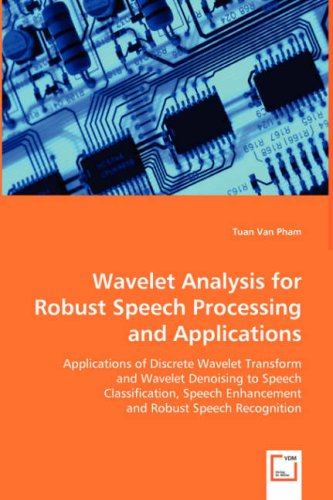 Tuan Van Pham
Wavelet Analysis for
Robust Speech Processing
and Applications
Applications of Discrete Wavelet Transform
and Wavelet Denoising to Speech
Classification, Speech Enhancement
and Robust Speech Recognition
VDM